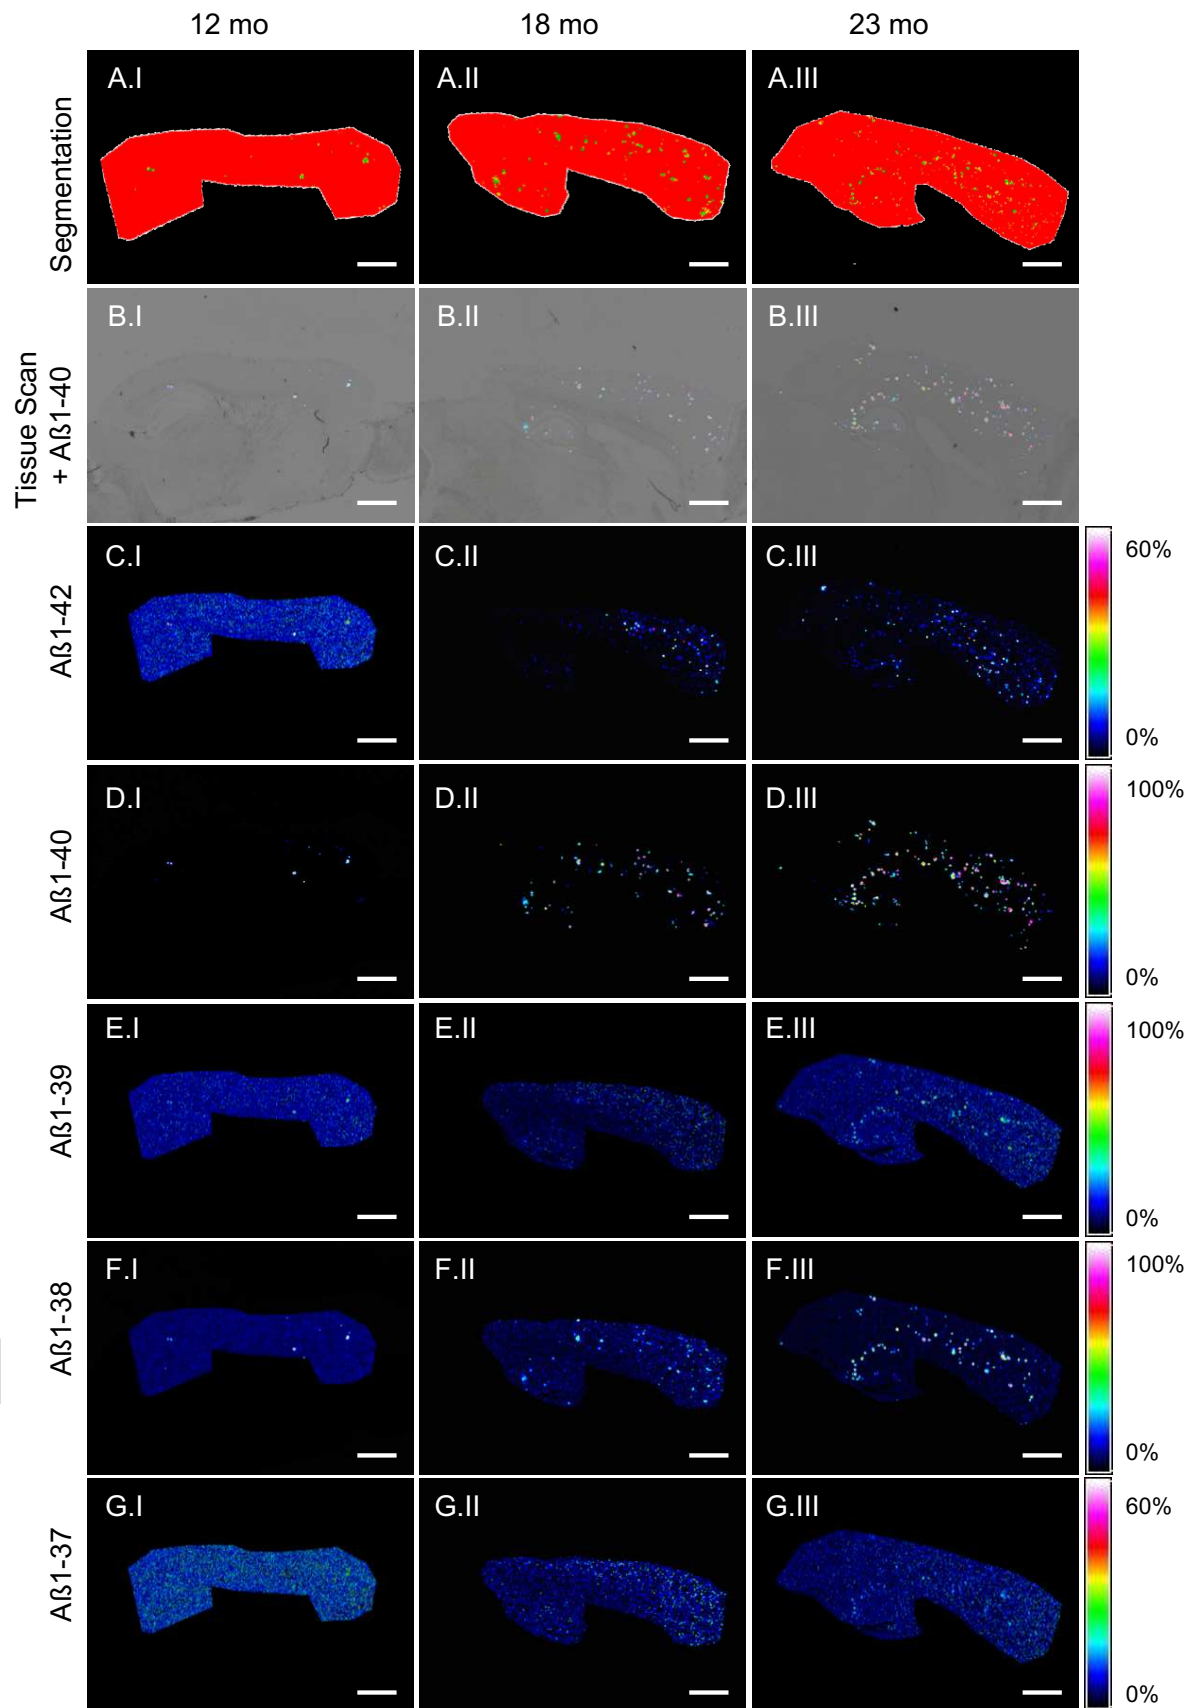 12 mo 18 mo 23 mo
Segmentation
A.I A.II A.III
Tissue Scan
+ Aß1-40
B.I B.II B.III
Aß1-42
C.I C.II C.III
60%
0%
Aß1-40
D.I D.II D.III
100%
0%
Aß1-39
E.I E.II E.III
100%
0%
Aß1-38
F.I F.II F.III
100%
0%
Aß1-37
G.I G.II G.III
60%
0%